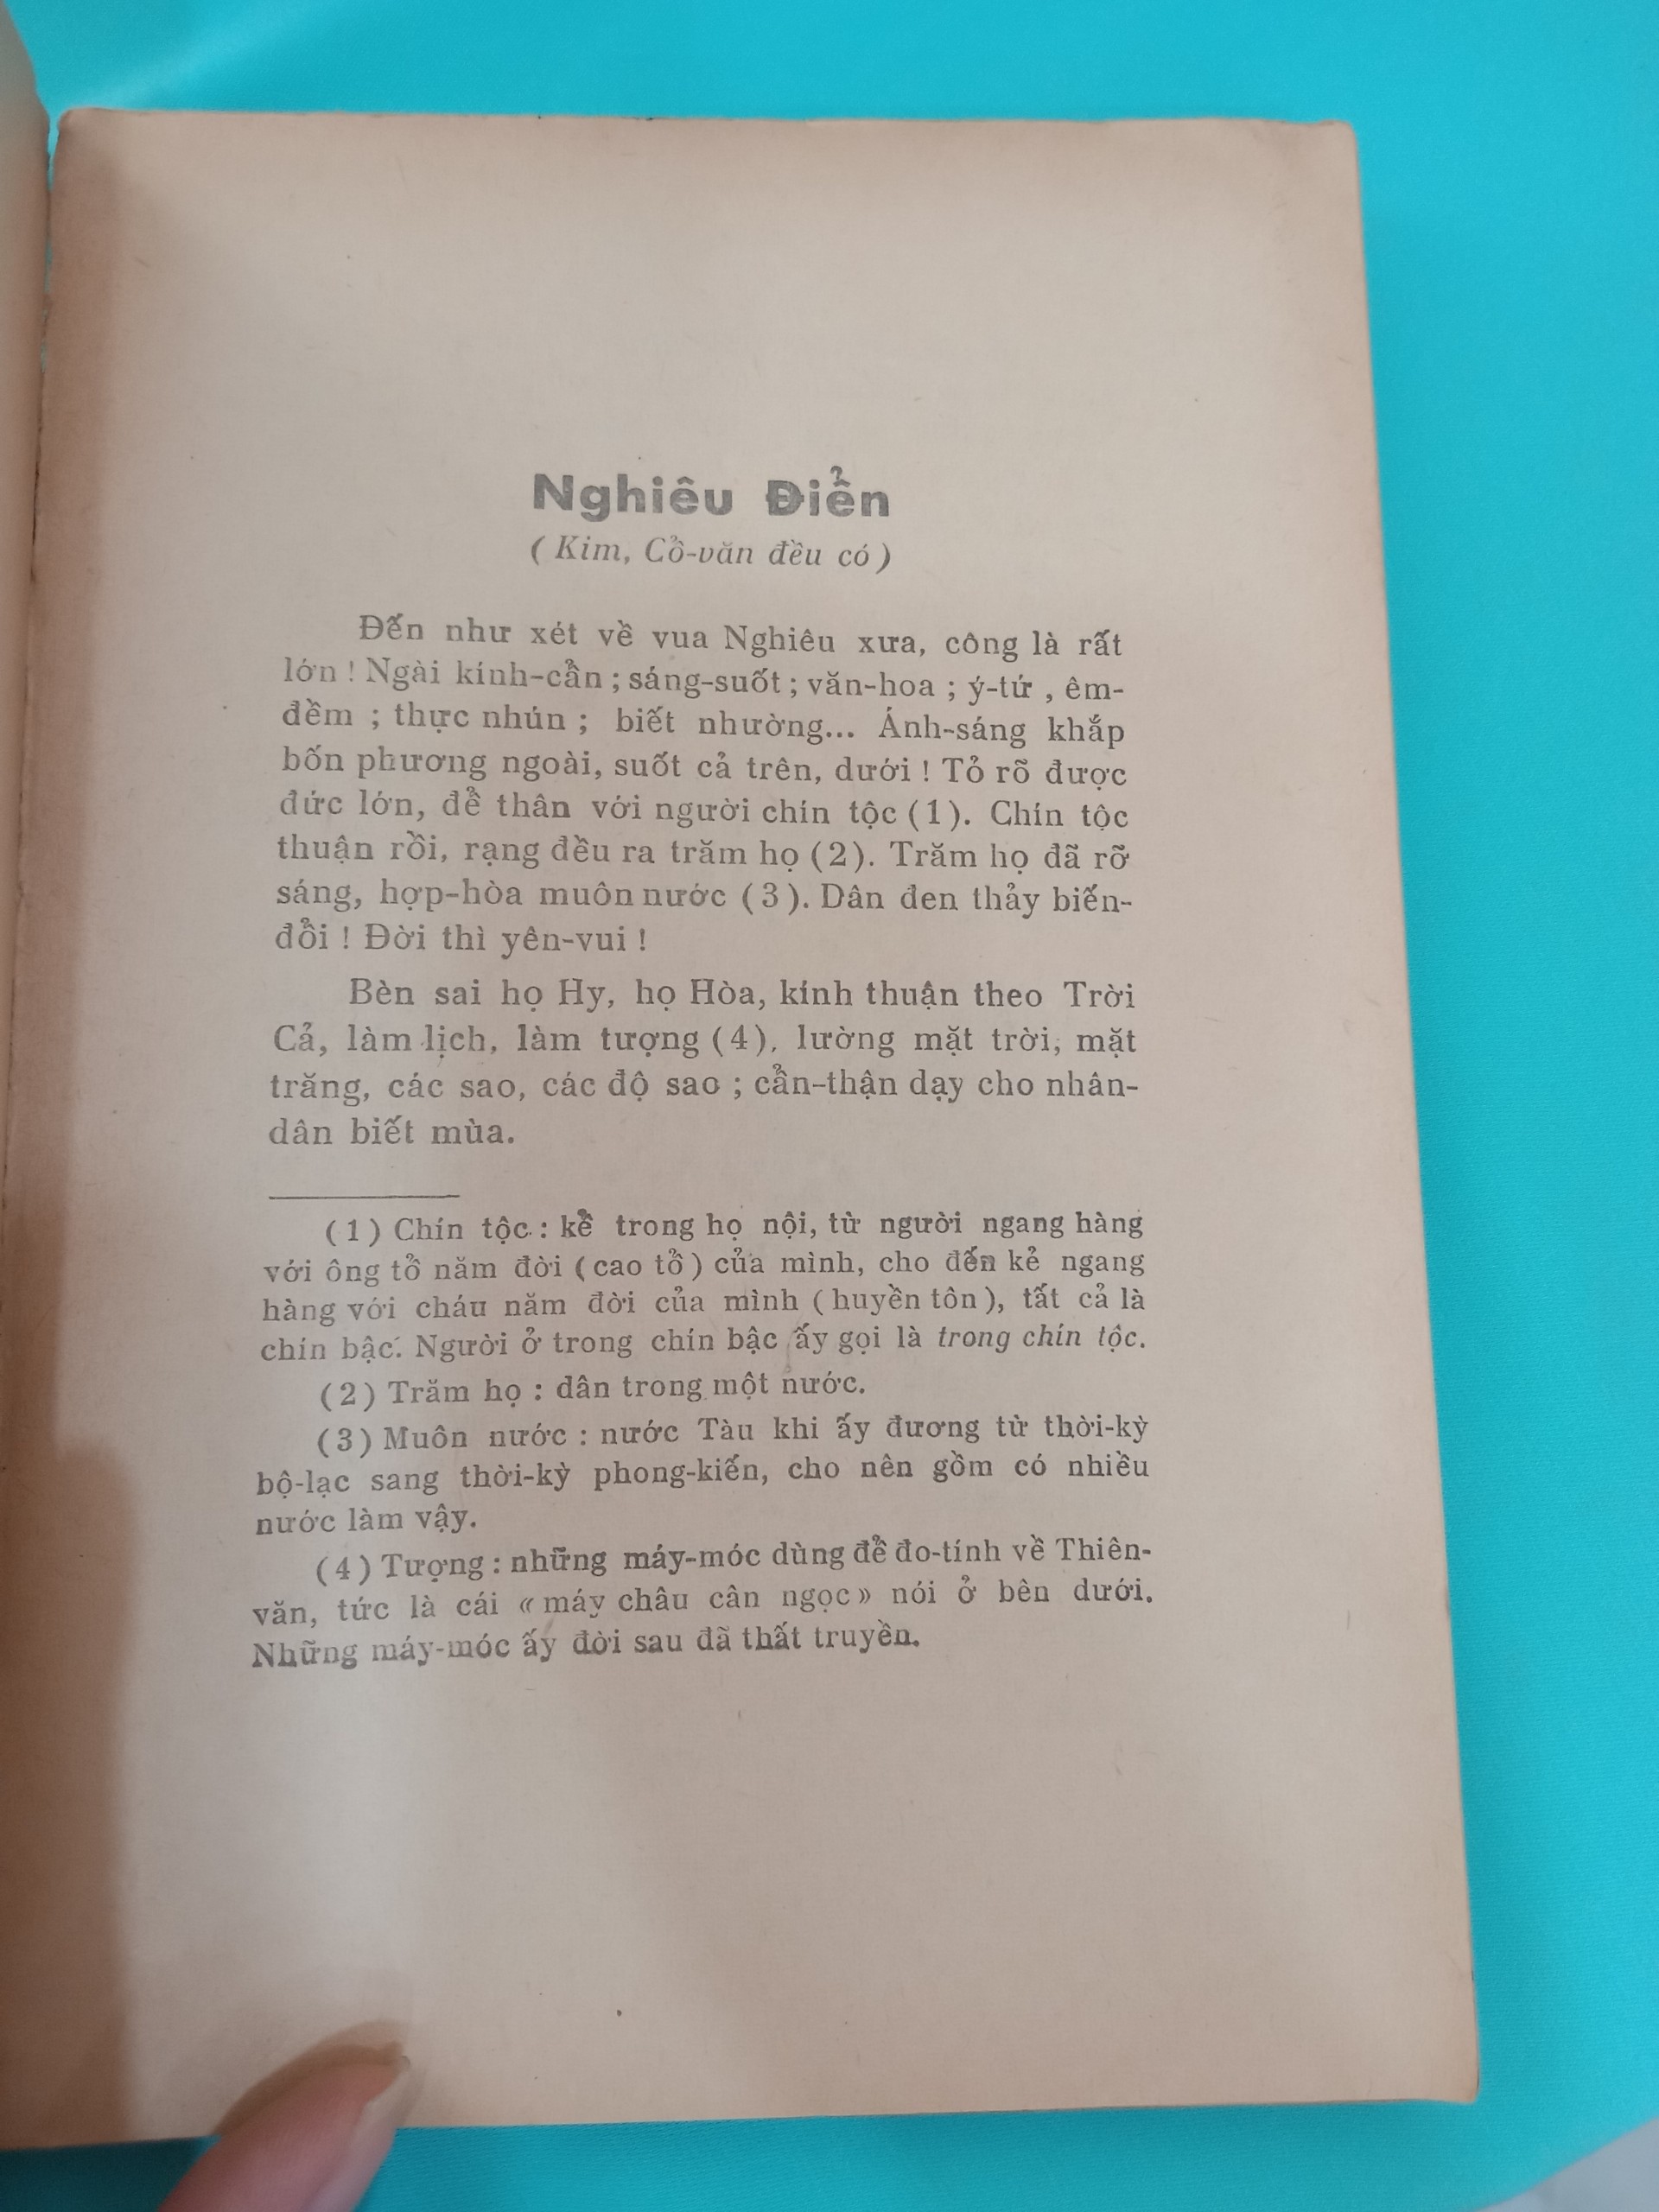 Nghiêu Điển
( Kim, Cổ-văn đều có )
Đến như xét về vua Nghiêu xưa, công là rất
lớn ! Ngài kính-cẩn ; sáng-suốt ; văn-hoa ; ý-tứ , êm-
đềm ; thực nhún ; biết nhường... Ánh-sáng khắp
bốn phương ngoài, suốt cả trên, dưới ! Tỏ rõ được
đức lớn, để thân với người chín tộc (1). Chín tộc
thuận rồi, rạng đều ra trăm họ (2). Trăm họ đã rỡ
sáng, hợp-hòa muôn nước (3). Dân đen thảy biến-
đổi ! Đời thì yên-vui !
Bèn sai họ Hy, họ Hòa, kính thuận theo Trời
Cả, làm lịch, làm tượng (4), lường mặt trời, mặt
trăng, các sao, các độ sao ; cẩn-thận dạy cho nhân-
dân biết mùa.
(1) Chín tộc : kể trong họ nội, từ người ngang hàng
với ông tổ năm đời (cao tổ) của mình, cho đến kẻ ngang
hàng với cháu năm đời của mình (huyền tôn), tất cả là
chín bậc. Người ở trong chín bậc ấy gọi là trong chín tộc.
(2) Trăm họ : dân trong một nước.
(3) Muôn nước : nước Tàu khi ấy đương từ thời-kỳ
bộ-lạc sang thời-kỳ phong-kiến, cho nên gồm có nhiều
nước làm vậy.
(4) Tượng : những máy-móc dùng để đo-tính về Thiên-
văn, tức là cái « máy châu cân ngọc » nói ở bên dưới.
Những máy-móc ấy đời sau đã thất truyền.